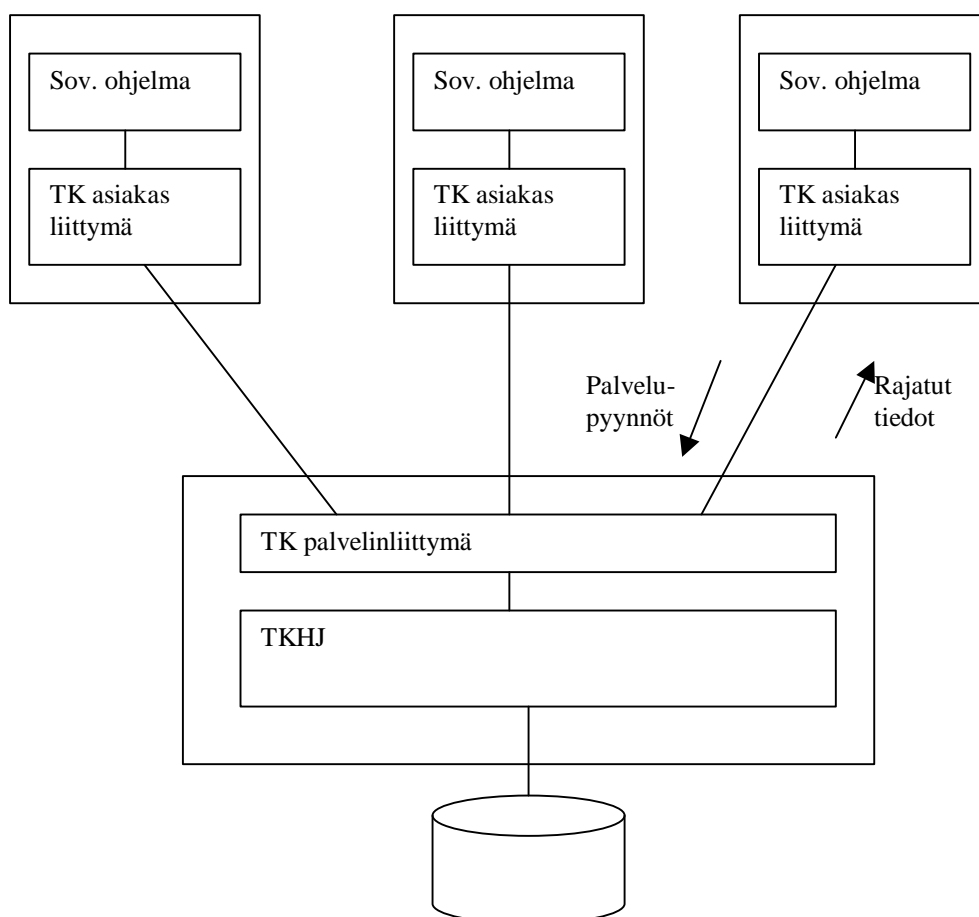 Sov. ohjelma
Sov. ohjelma
Sov. ohjelma
TK asiakas
liittymä
TK asiakas
liittymä
TK asiakas
liittymä
Palvelu-
pyynnöt
Rajatut
tiedot
TK palvelinliittymä
TKHJ